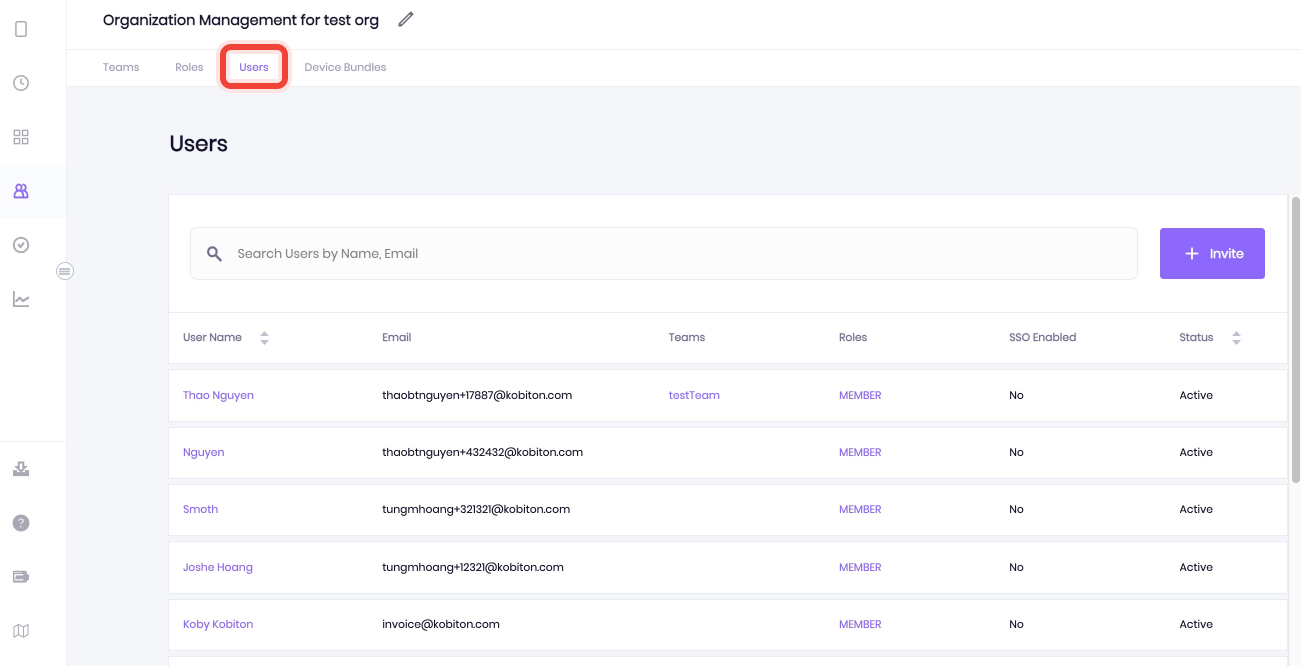 Organization Management for test org
Teams Roles Users Device Bundles
Users
Search Users by Name, Email
+ Invite
User Name Email Teams Roles SSO Enabled Status
Thao Nguyen thaobtnguyen+17887@kobiton.com testTeam MEMBER No Active
Nguyen thaobtnguyen+432432@kobiton.com MEMBER No Active
Smoth tungmhoang+321321@kobiton.com MEMBER No Active
Joshe Hoang tungmhoang+12321@kobiton.com MEMBER No Active
Koby Kobiton invoice@kobiton.com MEMBER No Active